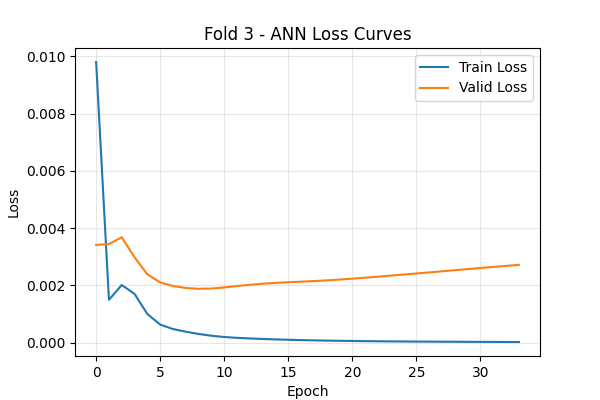 Fold 3 - ANN Loss Curves
Train Loss
Valid Loss
0.010
0.008
0.006
0.004
0.002
0.000
Loss
0 5 10 15 20 25 30
Epoch